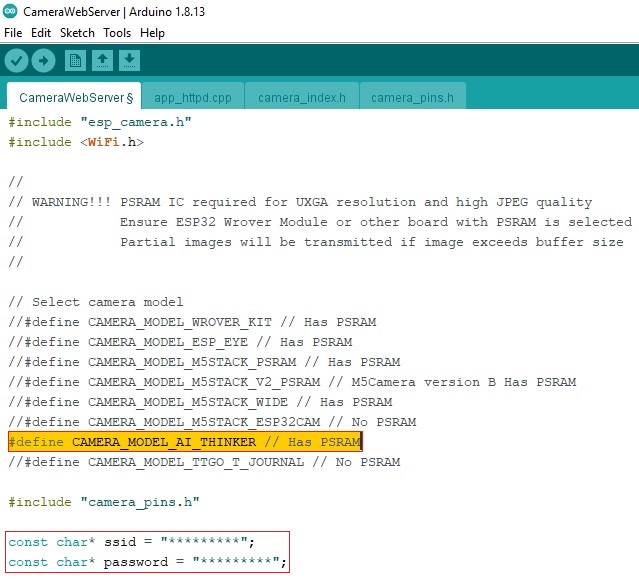 CameraWebServer | Arduino 1.8.13
File Edit Sketch Tools Help
CameraWebServer § app_httpd.cpp camera_index.h camera_pins.h
#include "esp_camera.h"
#include <WiFi.h>
//
// WARNING!!! PSRAM IC required for UXGA resolution and high JPEG quality
//            Ensure ESP32 Wrover Module or other board with PSRAM is selected
//            Partial images will be transmitted if image exceeds buffer size
//
// Select camera model
//#define CAMERA_MODEL_WROVER_KIT // Has PSRAM
//#define CAMERA_MODEL_ESP_EYE // Has PSRAM
//#define CAMERA_MODEL_M5STACK_PSRAM // Has PSRAM
//#define CAMERA_MODEL_M5STACK_V2_PSRAM // M5Camera version B Has PSRAM
//#define CAMERA_MODEL_M5STACK_WIDE // Has PSRAM
//#define CAMERA_MODEL_M5STACK_ESP32CAM // No PSRAM
#define CAMERA_MODEL_AI_THINKER // Has PSRAM
//#define CAMERA_MODEL_TTGO_T_JOURNAL // No PSRAM
#include "camera_pins.h"
const char* ssid = "*********";
const char* password = "*********";